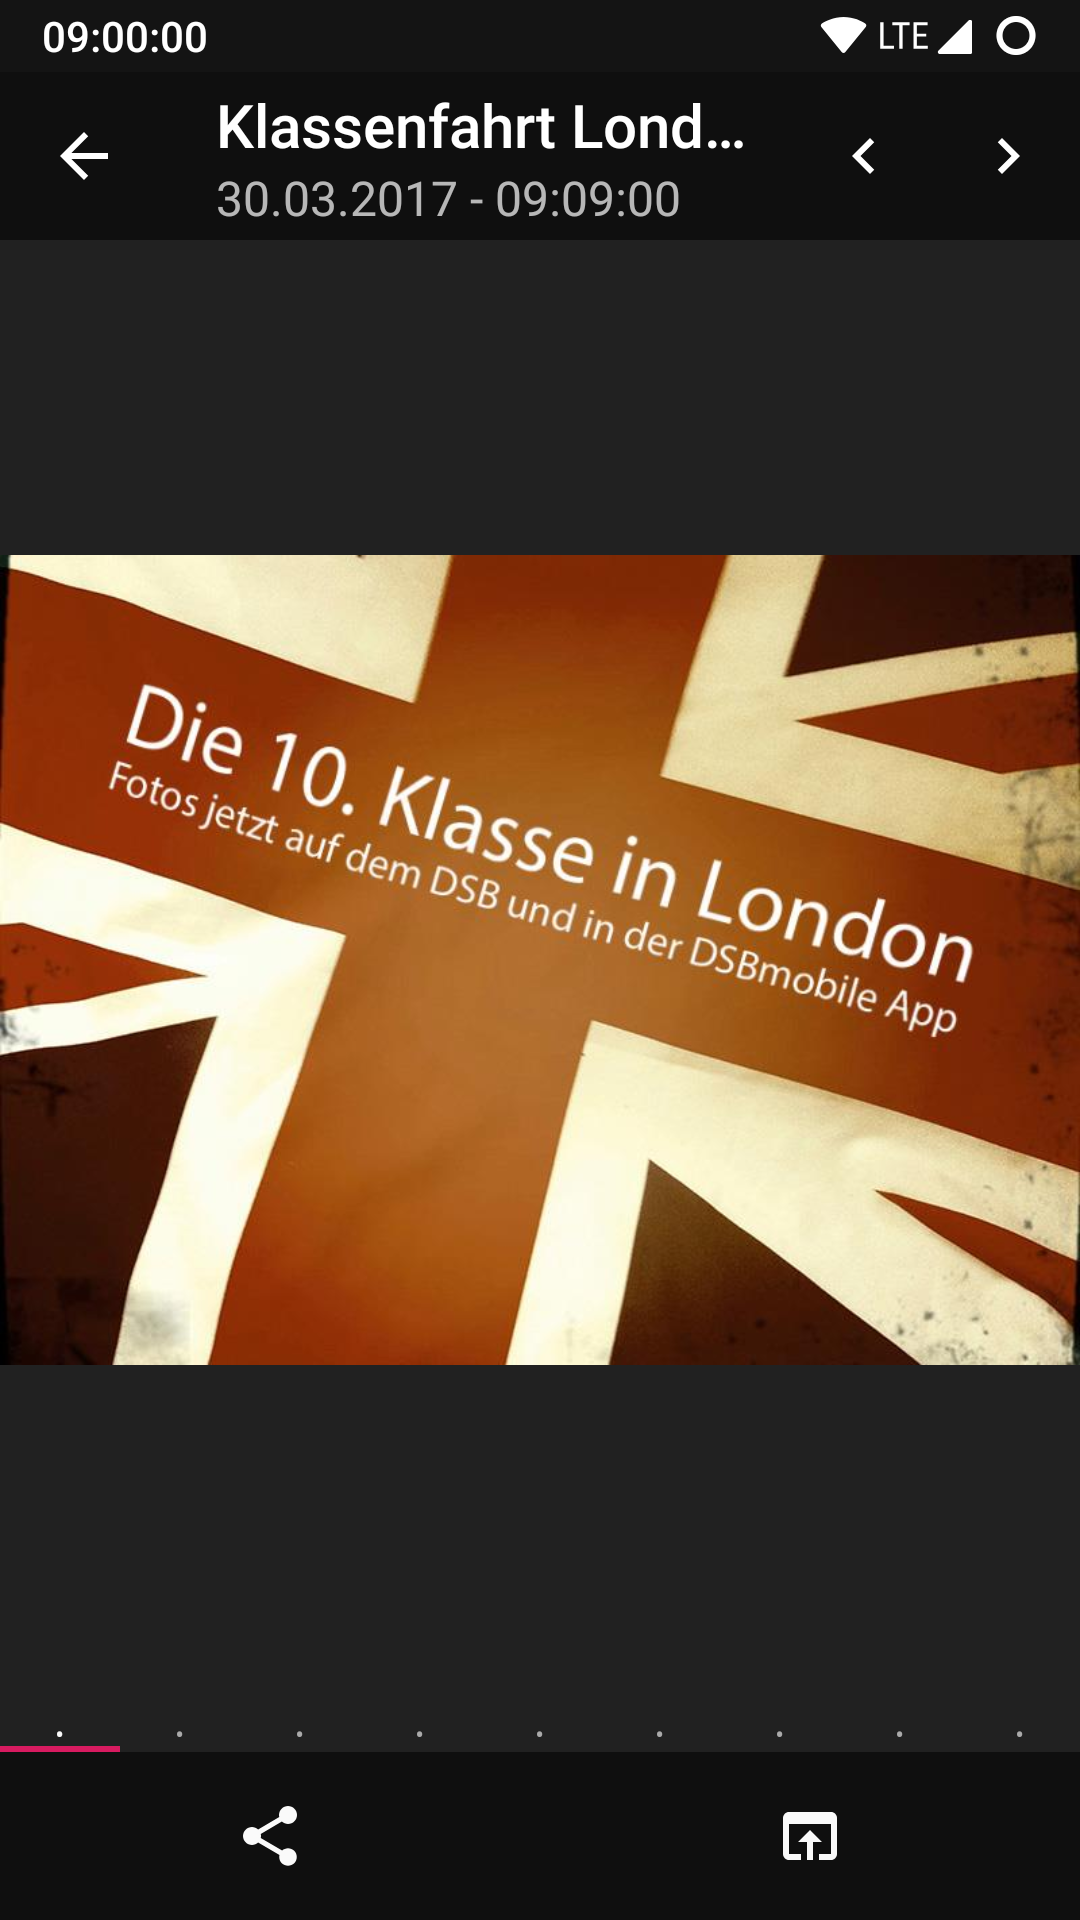 09:00:00 LTE
Klassenfahrt Lond...
30.03.2017 - 09:09:00
Die 10. Klasse in London
Fotos jetzt auf dem DSB und in der DSBmobile App